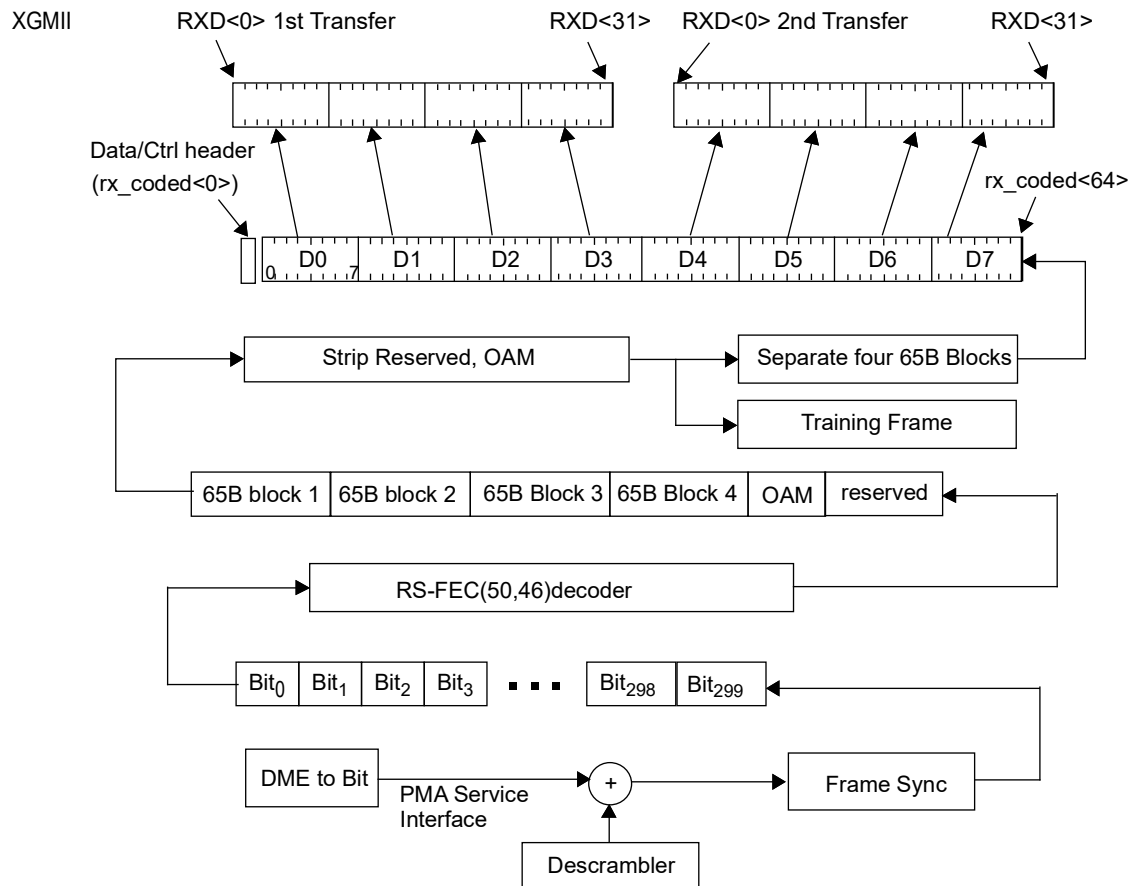 XGMII
RXD<0> 1st Transfer
RXD<31>
RXD<0> 2nd Transfer
RXD<31>
Data/Ctrl header
(rx_coded<0>)
rx_coded<64>
D0
D1
D2
D3
D4
D5
D6
D7
0
7
Strip Reserved, OAM
Separate four 65B Blocks
Training Frame
65B block 1
65B block 2
65B Block 3
65B Block 4
OAM
reserved
RS-FEC(50,46)decoder
Bit0
Bit1
Bit2
Bit3
Bit298
Bit299
DME to Bit
PMA Service
Interface
+
Frame Sync
Descrambler